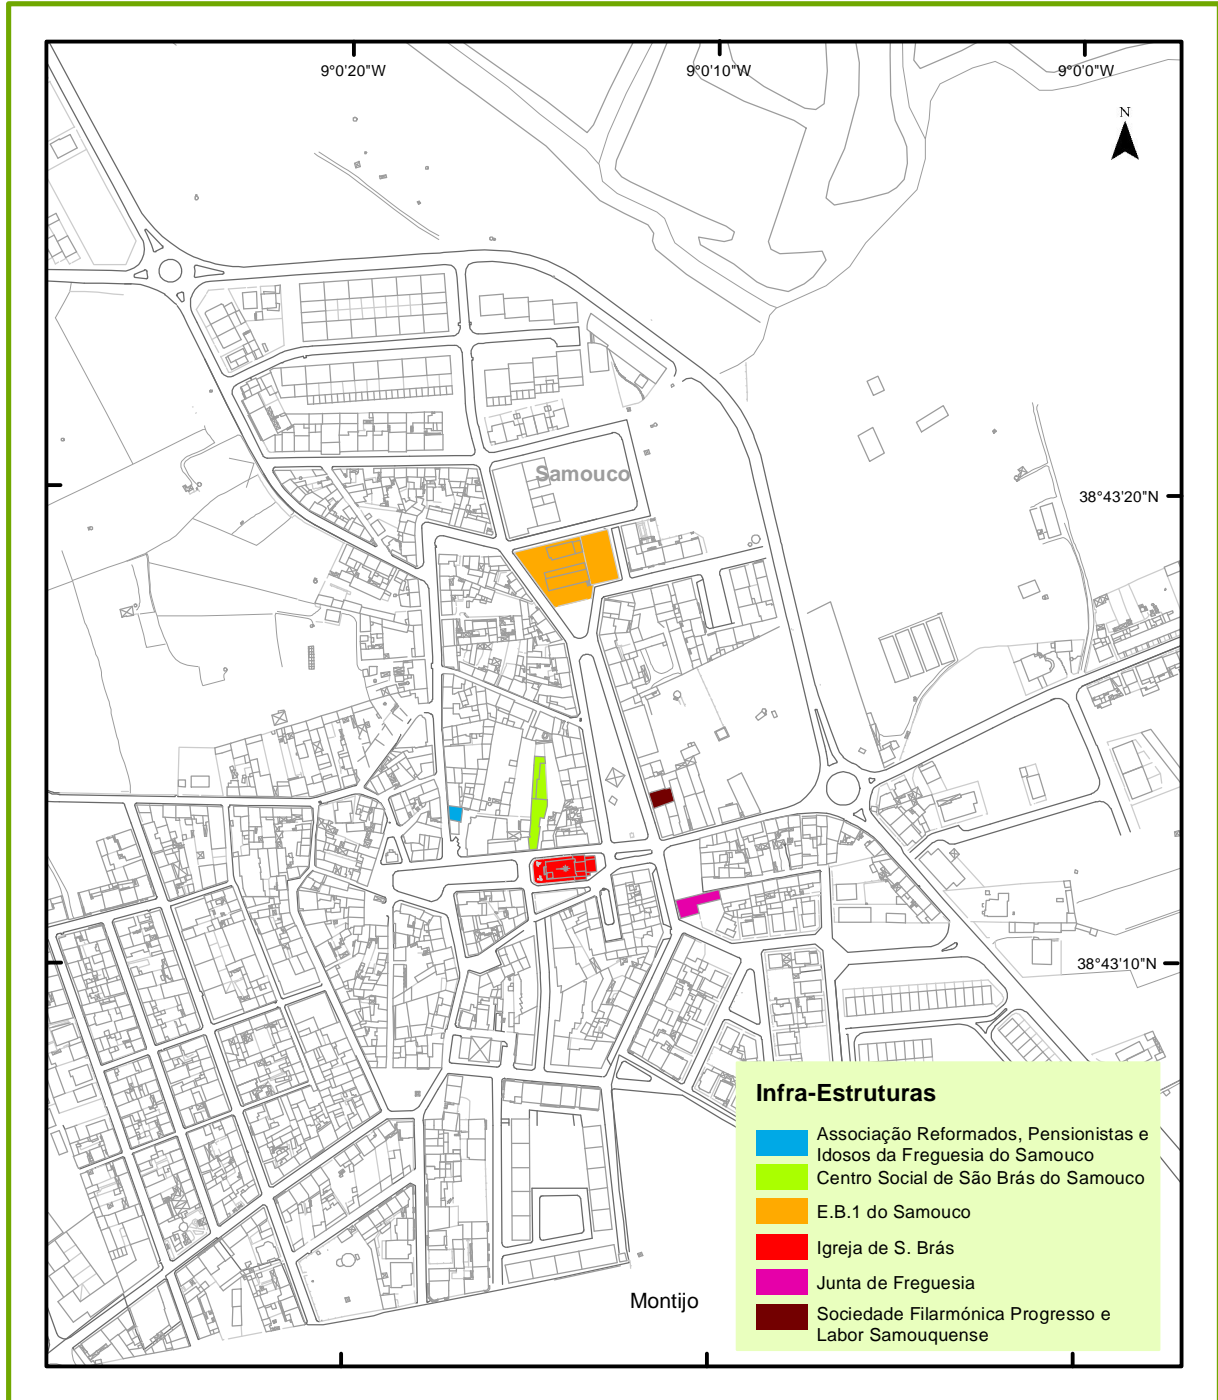 9°0'20"W
9°0'10"W
9°0'0"W
N
Samouco
38°43'20"N
38°43'10"N
Infra-Estruturas
Associação Reformados, Pensionistas e
Idosos da Freguesia do Samouco
Centro Social de São Brás do Samouco
E.B.1 do Samouco
Igreja de S. Brás
Junta de Freguesia
Sociedade Filarmónica Progresso e
Labor Samouquense
Montijo